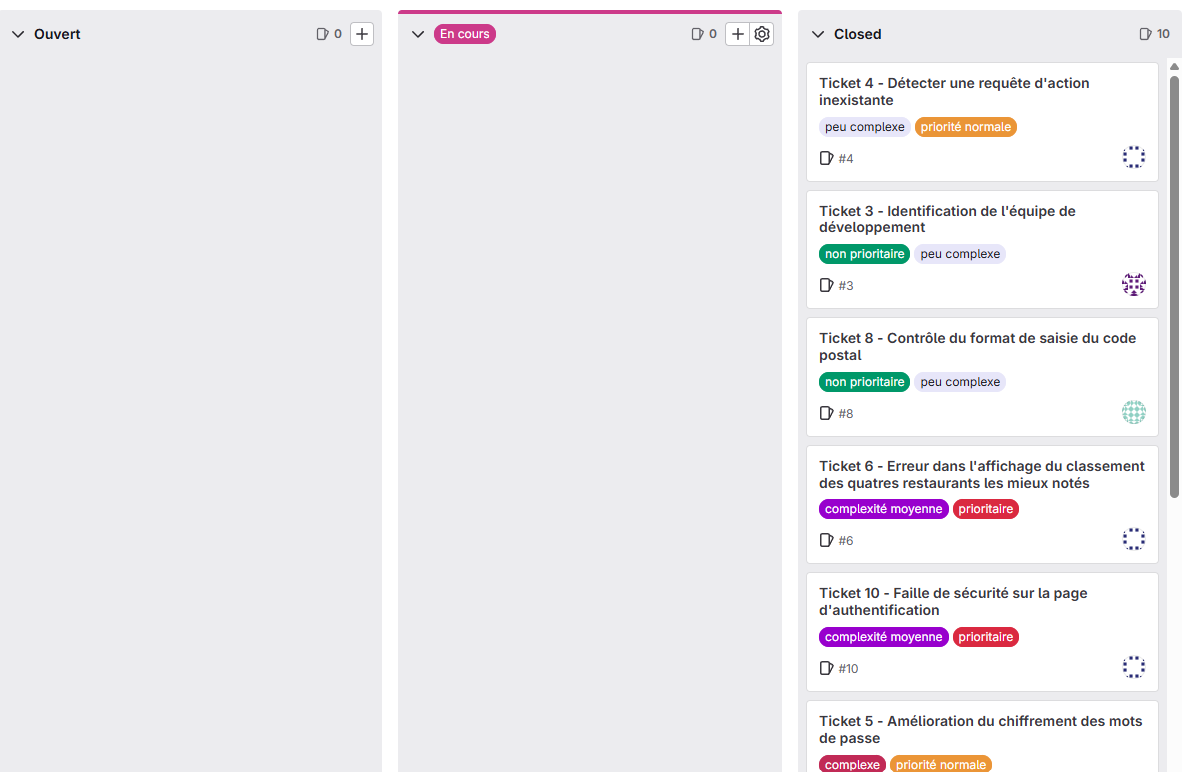 Ouvert
0
En cours
0
Closed
10
Ticket 4 - Détecter une requête d'action
inexistante
peu complexe
priorité normale
#4
Ticket 3 - Identification de l'équipe de
développement
non prioritaire
peu complexe
#3
Ticket 8 - Contrôle du format de saisie du code
postal
non prioritaire
peu complexe
#8
Ticket 6 - Erreur dans l'affichage du classement
des quatres restaurants les mieux notés
complexité moyenne
prioritaire
#6
Ticket 10 - Faille de sécurité sur la page
d'authentification
complexité moyenne
prioritaire
#10
Ticket 5 - Amélioration du chiffrement des mots
de passe
complexe
priorité normale